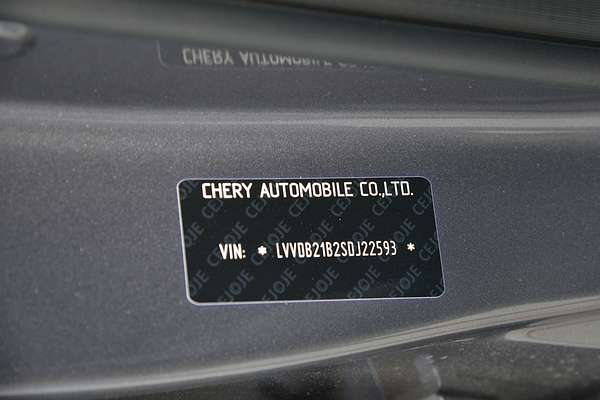 CHERY AUTOMOBILE CO.,LTD.
VIN: * LVVDB21B2SDJ22593 *